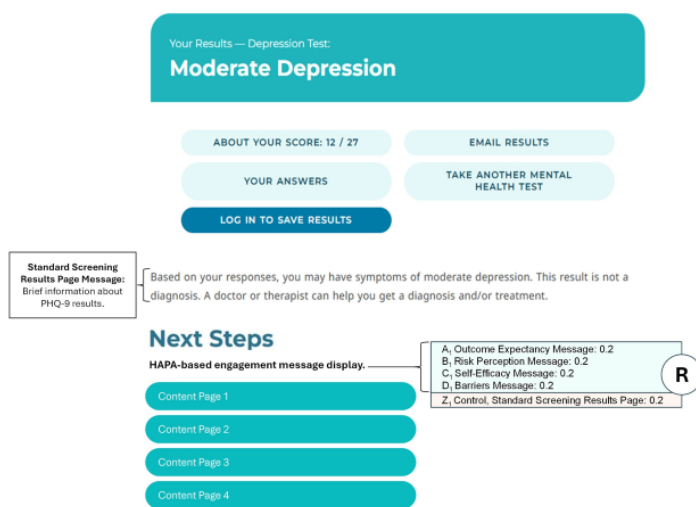 Your Results — Depression Test:
Moderate Depression
ABOUT YOUR SCORE: 12 / 27
EMAIL RESULTS
YOUR ANSWERS
TAKE ANOTHER MENTAL
HEALTH TEST
LOG IN TO SAVE RESULTS
Standard Screening
Results Page Message:
Brief information about
PHQ-9 results.
Based on your responses, you may have symptoms of moderate depression. This result is not a
diagnosis. A doctor or therapist can help you get a diagnosis and/or treatment.
Next Steps
HAPA-based engagement message display.
A₁ Outcome Expectancy Message: 0.2
B₁ Risk Perception Message: 0.2
C₁ Self-Efficacy Message: 0.2
D₁ Barriers Message: 0.2
Z₁ Control, Standard Screening Results Page: 0.2
R
Content Page 1
Content Page 2
Content Page 3
Content Page 4